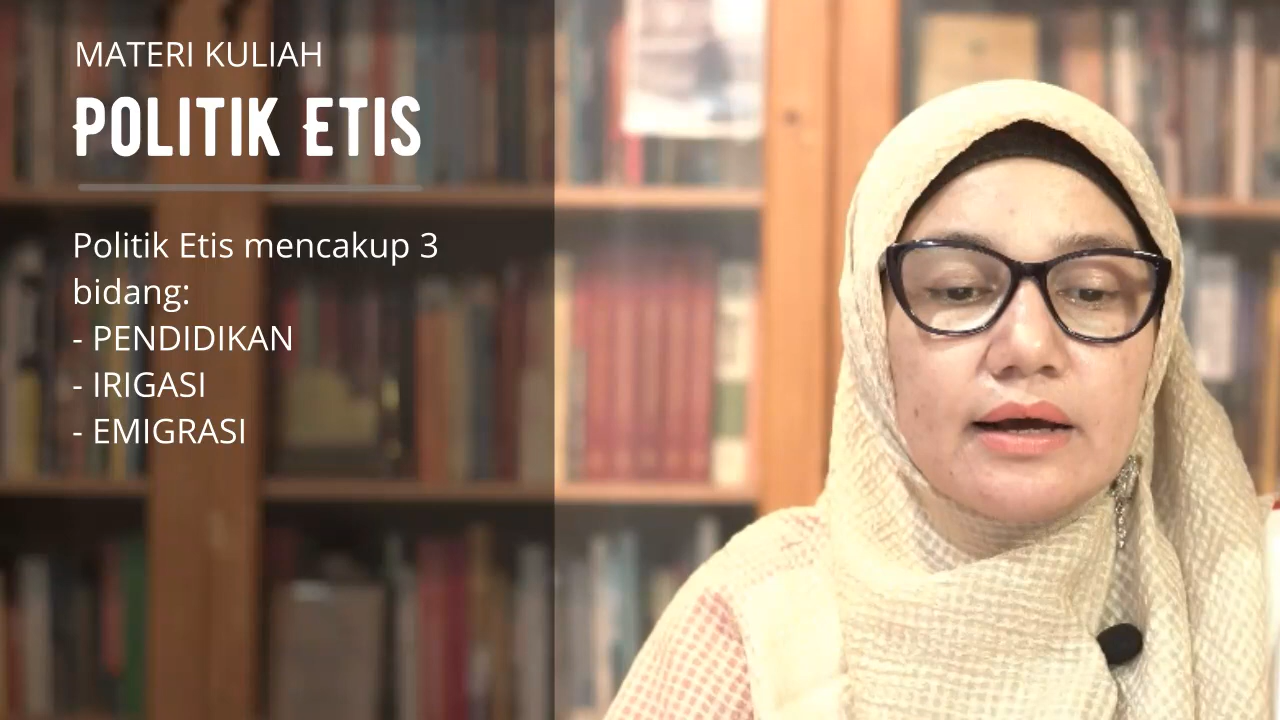 MATERI KULIAH
POLITIK ETIS
Politik Etis mencakup 3
bidang:
- PENDIDIKAN
- IRIGASI
- EMIGRASI